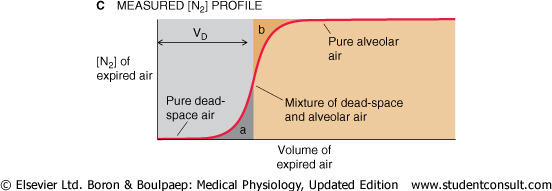 C MEASURED [N₂] PROFILE
V_D
b
Pure alveolar
air
[N₂] of
expired air
Pure dead-
space air
Mixture of dead-space
and alveolar air
a
Volume of
expired air
© Elsevier Ltd. Boron & Boulpaep: Medical Physiology, Updated Edition www.studentconsult.com